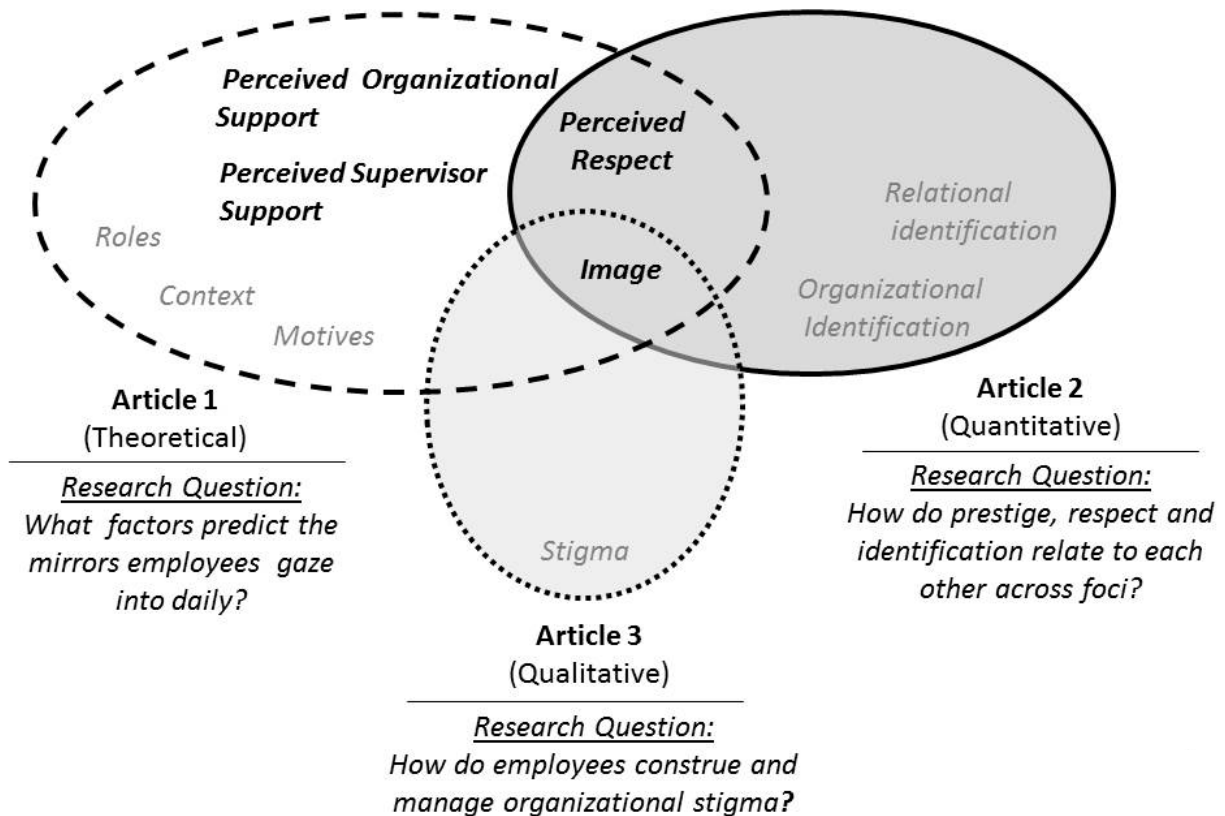 Perceived Organizational
Support
Perceived Supervisor
Support
Roles
Context
Motives
Perceived
Respect
Image
Relational
identification
Organizational
Identification
Stigma
Article 1
(Theoretical)
Research Question:
What factors predict the
mirrors employees gaze
into daily?
Article 2
(Quantitative)
Research Question:
How do prestige, respect and
identification relate to each
other across foci?
Article 3
(Qualitative)
Research Question:
How do employees construe and
manage organizational stigma?